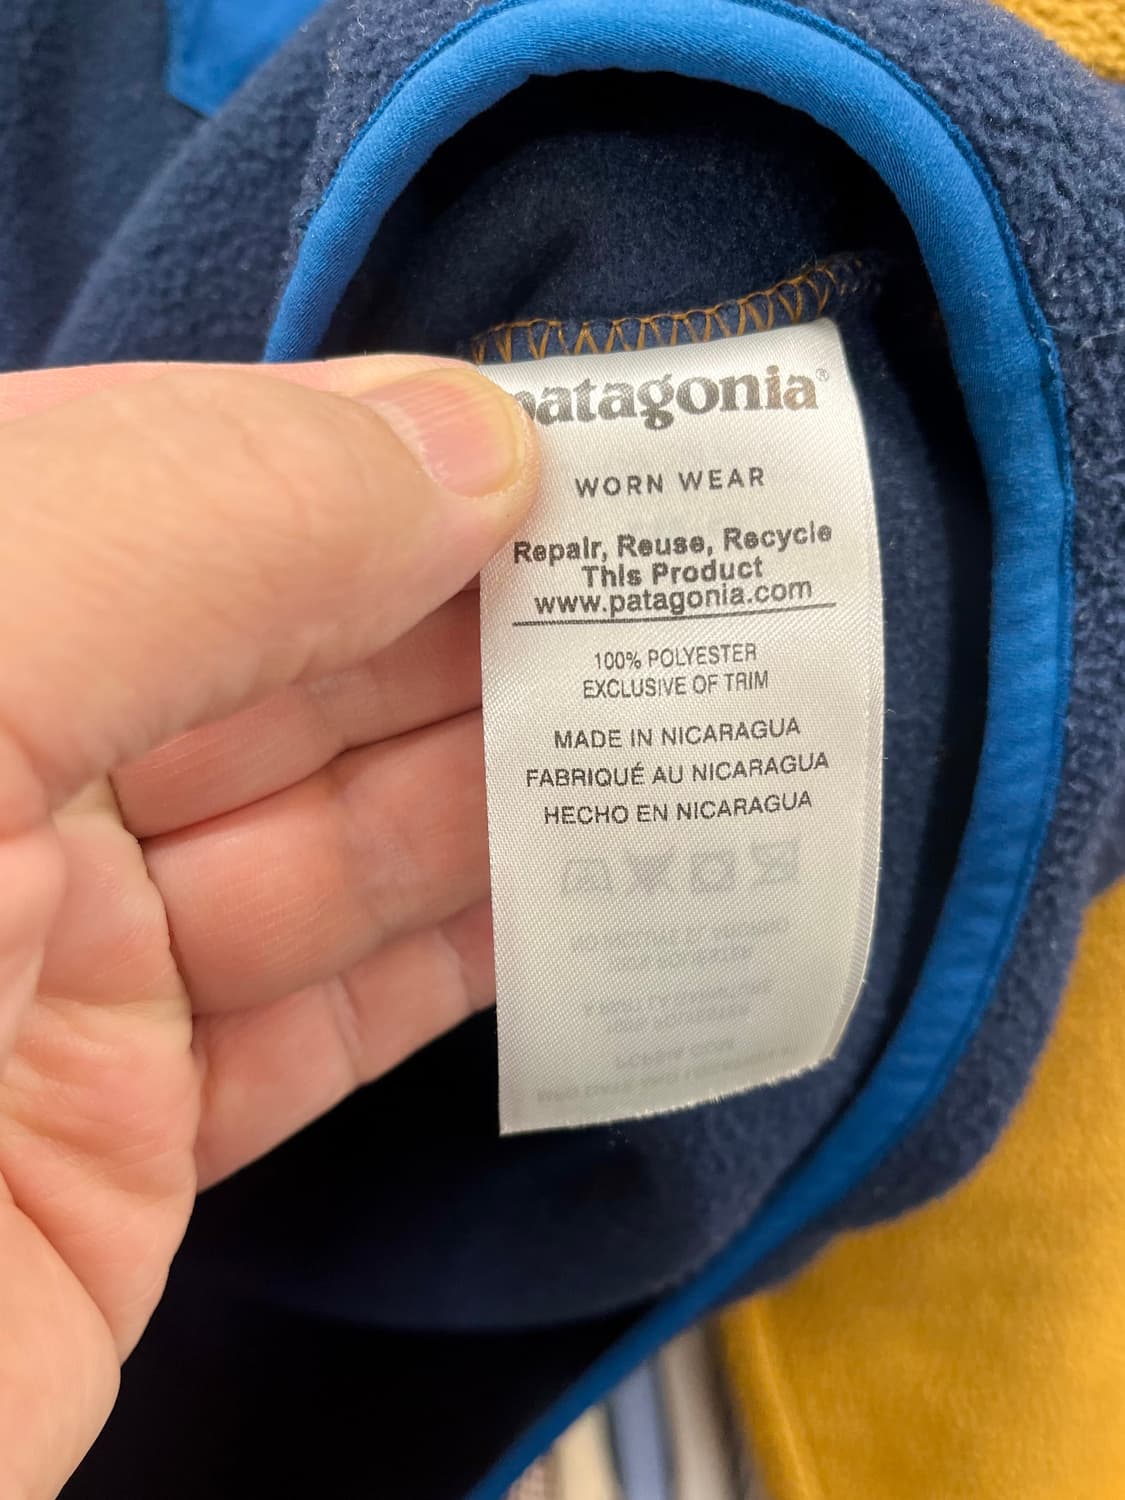 patagonia®
WORN WEAR
Repair, Reuse, Recycle
This Product
www.patagonia.com
100% POLYESTER
EXCLUSIVE OF TRIM
MADE IN NICARAGUA
FABRIQUÉ AU NICARAGUA
HECHO EN NICARAGUA